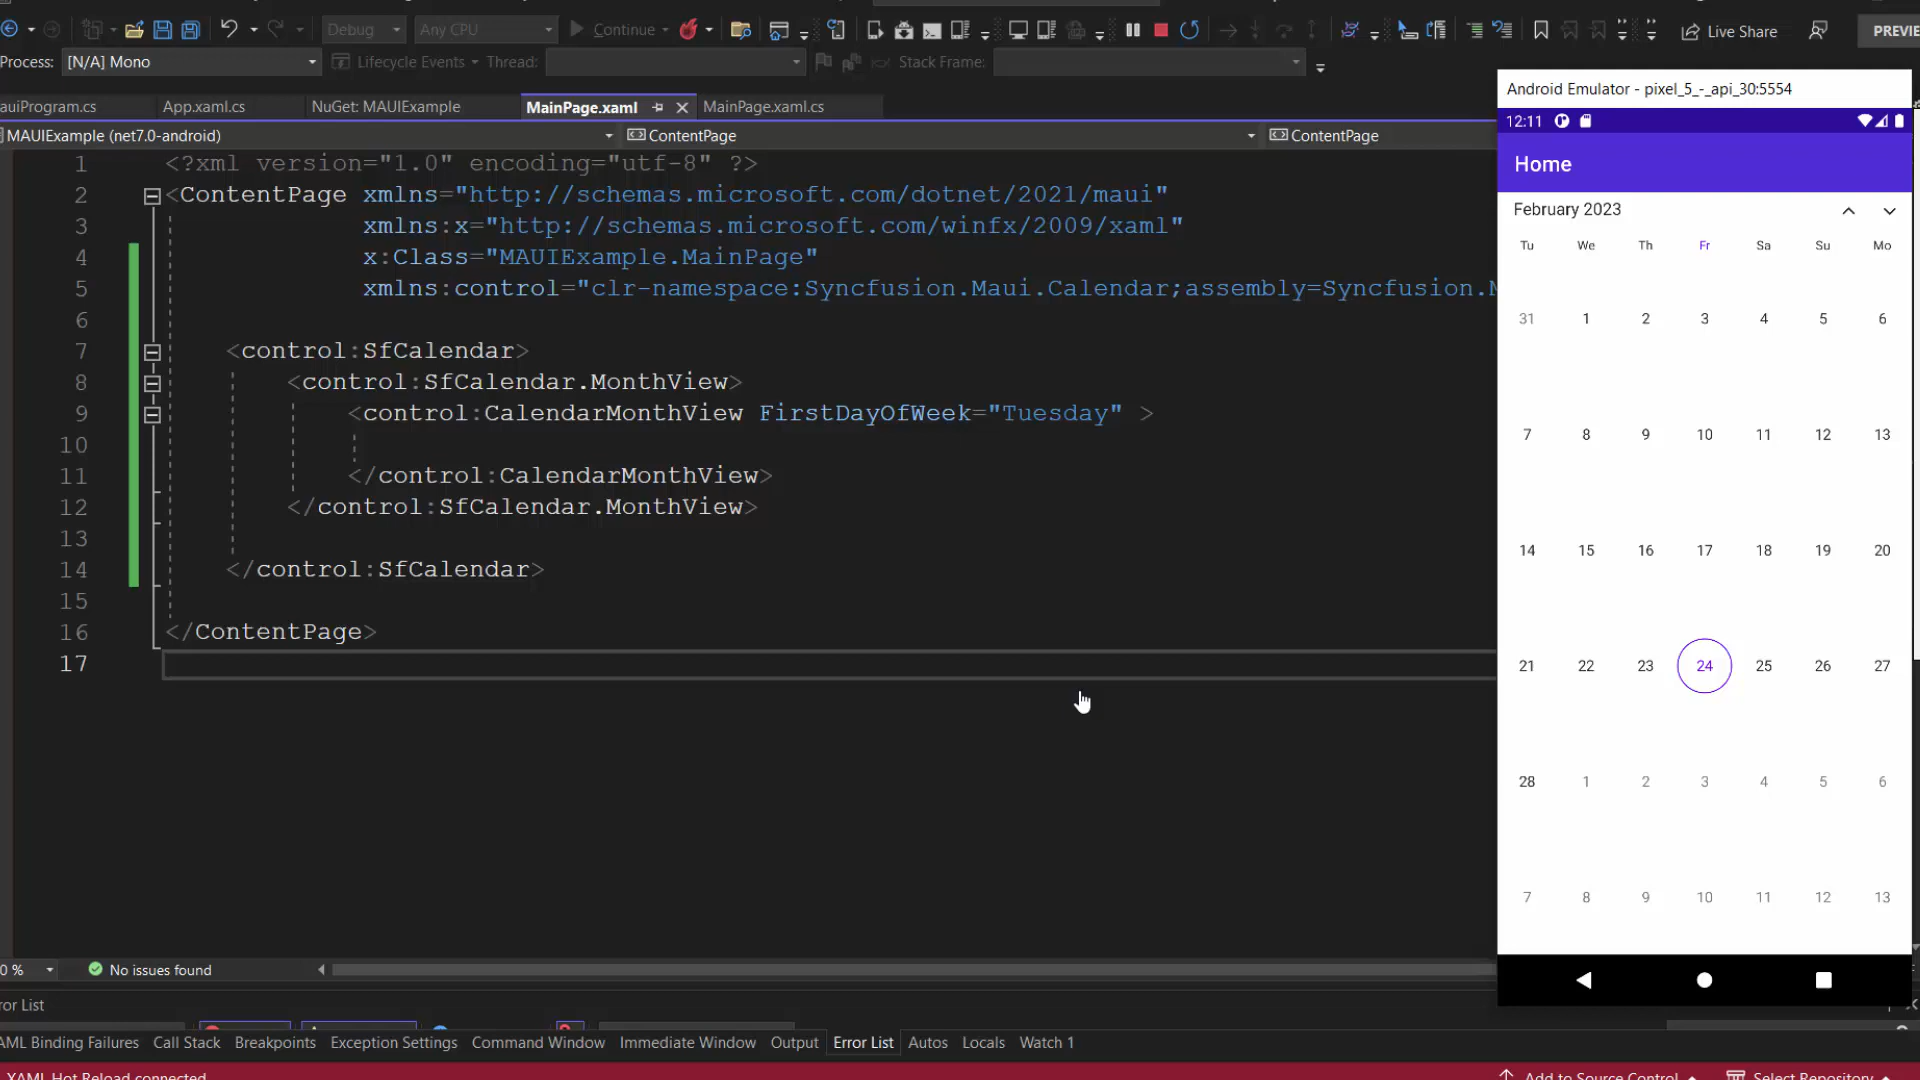 Debug Any CPU Continue Live Share PREVIE
Process: [N/A] Mono Lifecycle Events Thread: Stack Frame:
auiProgram.cs App.xaml.cs NuGet: MAUIExample MainPage.xaml MainPage.xaml.cs
MAUIExample (net7.0-android) ContentPage ContentPage
1 <?xml version="1.0" encoding="utf-8" ?>
2 <ContentPage xmlns="http://schemas.microsoft.com/dotnet/2021/maui"
3 xmlns:x="http://schemas.microsoft.com/winfx/2009/xaml"
4 x:Class="MAUIExample.MainPage"
5 xmlns:control="clr-namespace:Syncfusion.Maui.Calendar;assembly=Syncfusion.M
6
7 <control:SfCalendar>
8 <control:SfCalendar.MonthView>
9 <control:CalendarMonthView FirstDayOfWeek="Tuesday" >
10
11 </control:CalendarMonthView>
12 </control:SfCalendar.MonthView>
13
14 </control:SfCalendar>
15
16 </ContentPage>
17
0 % No issues found
ror List
AML Binding Failures Call Stack Breakpoints Exception Settings Command Window Immediate Window Output Error List Autos Locals Watch 1
XAML Hot Reload connected Add to Source Control Select Repository
Android Emulator - pixel_5_-_api_30:5554
12:11
Home
February 2023
Tu We Th Fr Sa Su Mo
31 1 2 3 4 5 6
7 8 9 10 11 12 13
14 15 16 17 18 19 20
21 22 23 24 25 26 27
28 1 2 3 4 5 6
7 8 9 10 11 12 13